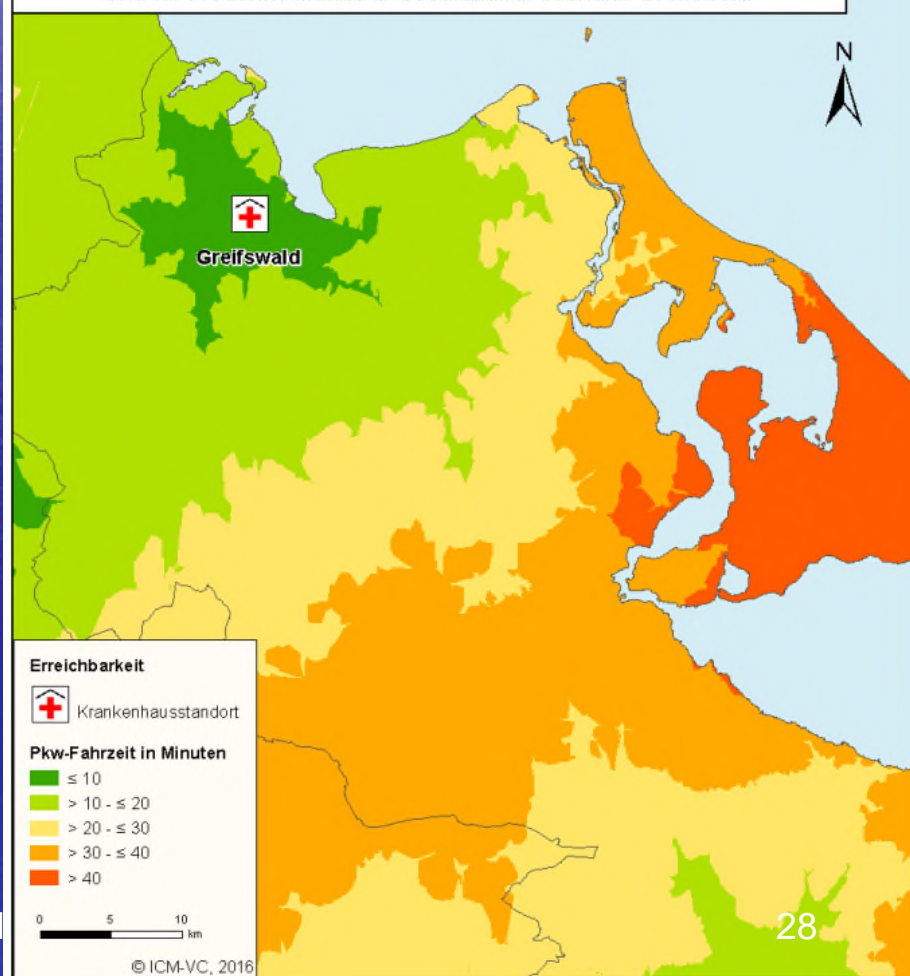 N
Greifswald
Erreichbarkeit
Krankenhausstandort
Pkw-Fahrzeit in Minuten
≤ 10
> 10 - ≤ 20
> 20 - ≤ 30
> 30 - ≤ 40
> 40
0 5 10
km
© ICM-VC, 2016
28